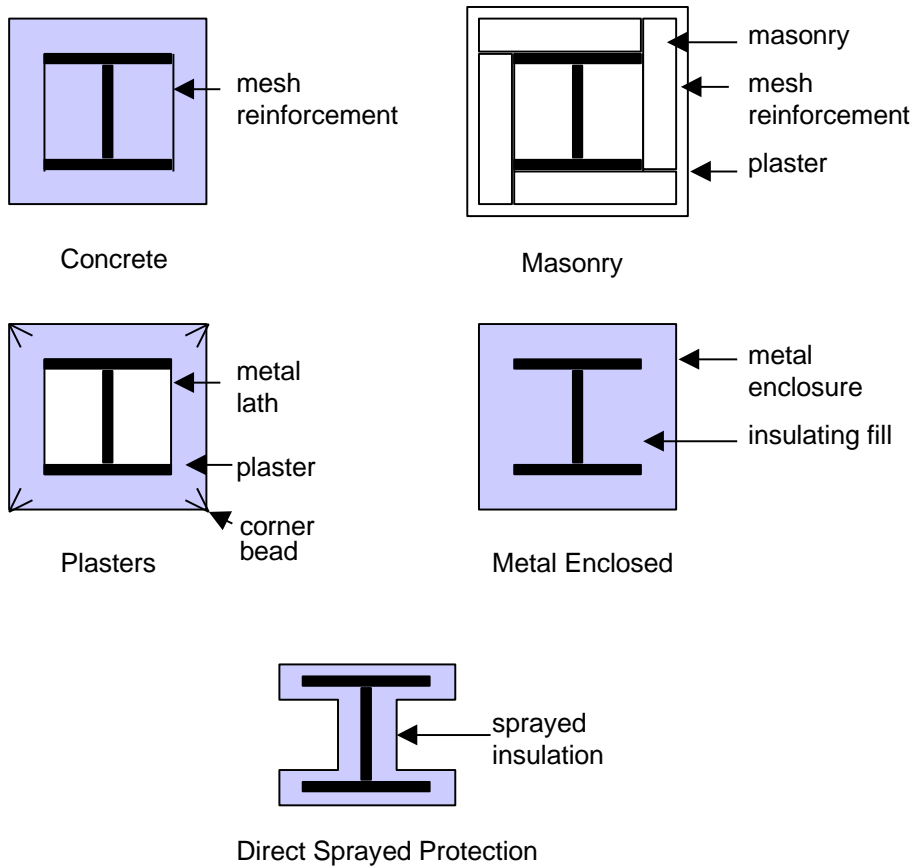 mesh
reinforcement
Concrete
masonry
mesh
reinforcement
plaster
Masonry
metal
lath
plaster
corner
bead
Plasters
metal
enclosure
insulating fill
Metal Enclosed
sprayed
insulation
Direct Sprayed Protection